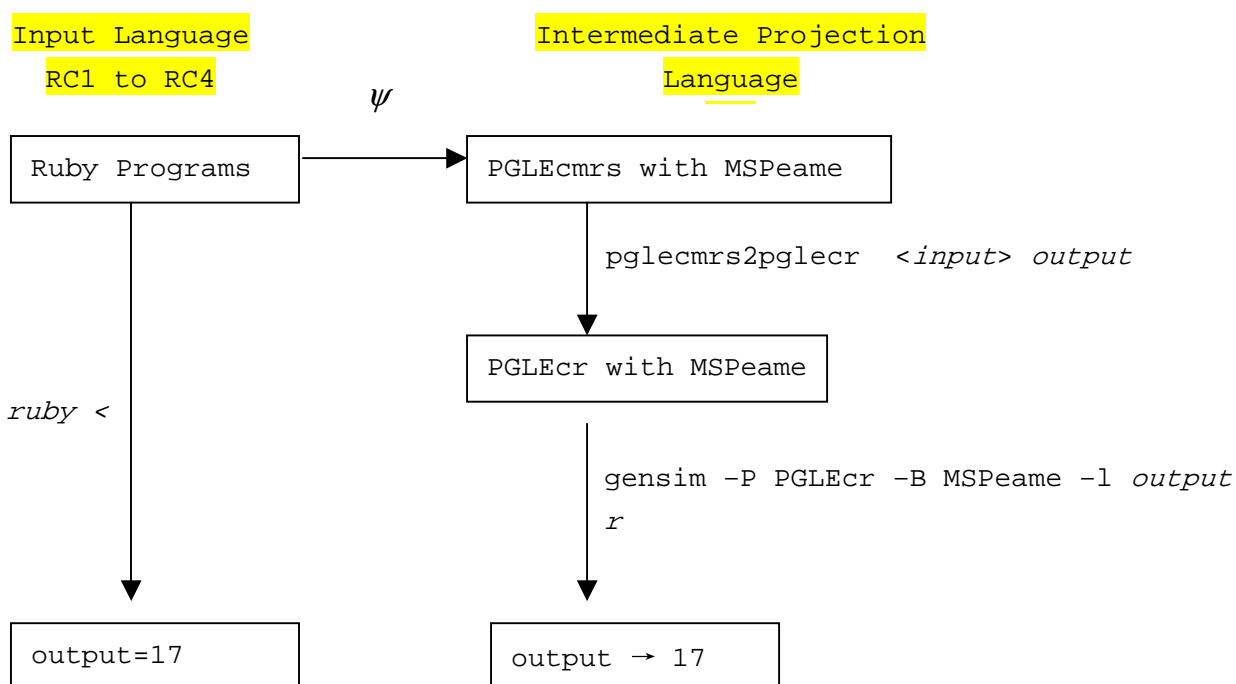 Input Language
RC1 to RC4
Intermediate Projection
Language
ψ
Ruby Programs
PGLEcmrs with MSPeame
pglecmrs2pglecr <input> output
PGLEcr with MSPeame
ruby <
gensim –P PGLEcr –B MSPeame –l output
r
output=17
output → 17